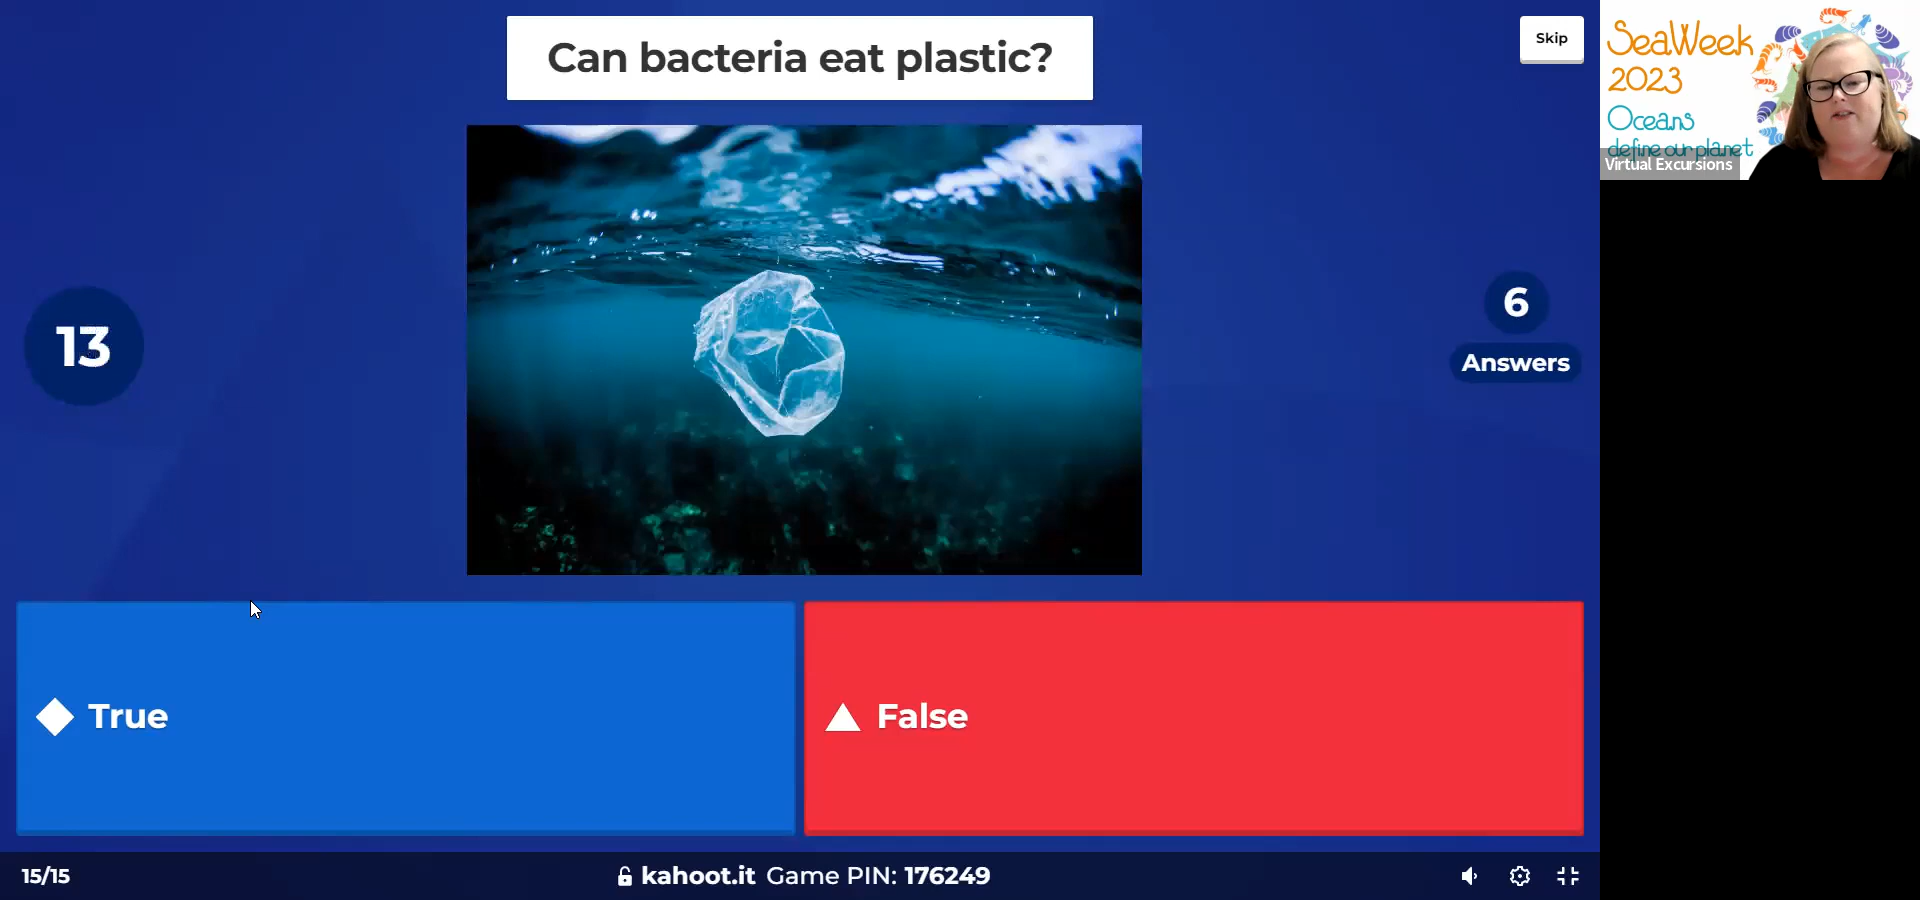 Can bacteria eat plastic?
Skip
SeaWeek
2023
Oceans
define our planet
Virtual Excursions
13
6
Answers
True
False
15/15
kahoot.it Game PIN: 176249